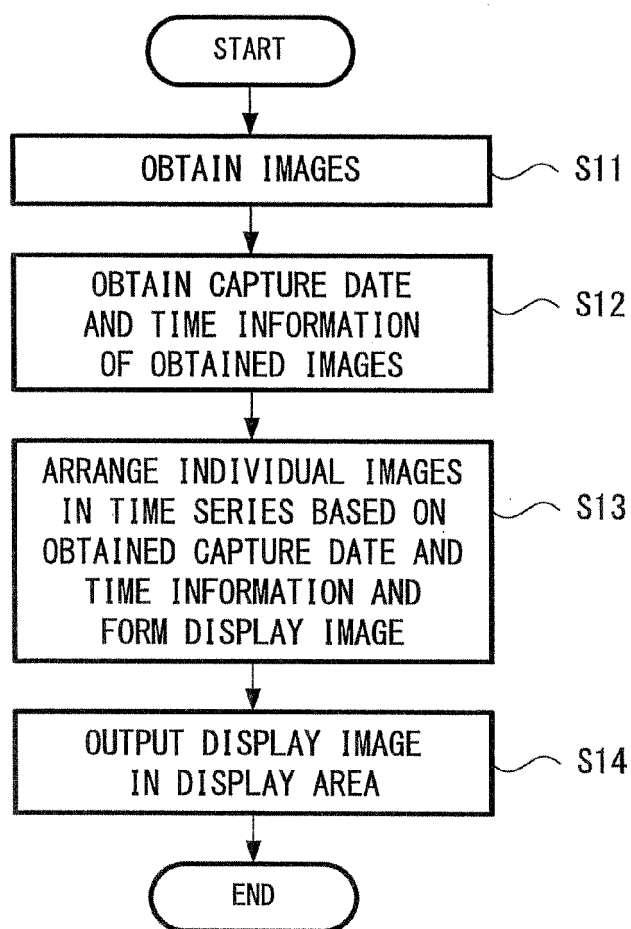 START
OBTAIN IMAGES
S11
OBTAIN CAPTURE DATE
AND TIME INFORMATION
OF OBTAINED IMAGES
S12
ARRANGE INDIVIDUAL IMAGES
IN TIME SERIES BASED ON
OBTAINED CAPTURE DATE AND
TIME INFORMATION AND
FORM DISPLAY IMAGE
S13
OUTPUT DISPLAY IMAGE
IN DISPLAY AREA
S14
END